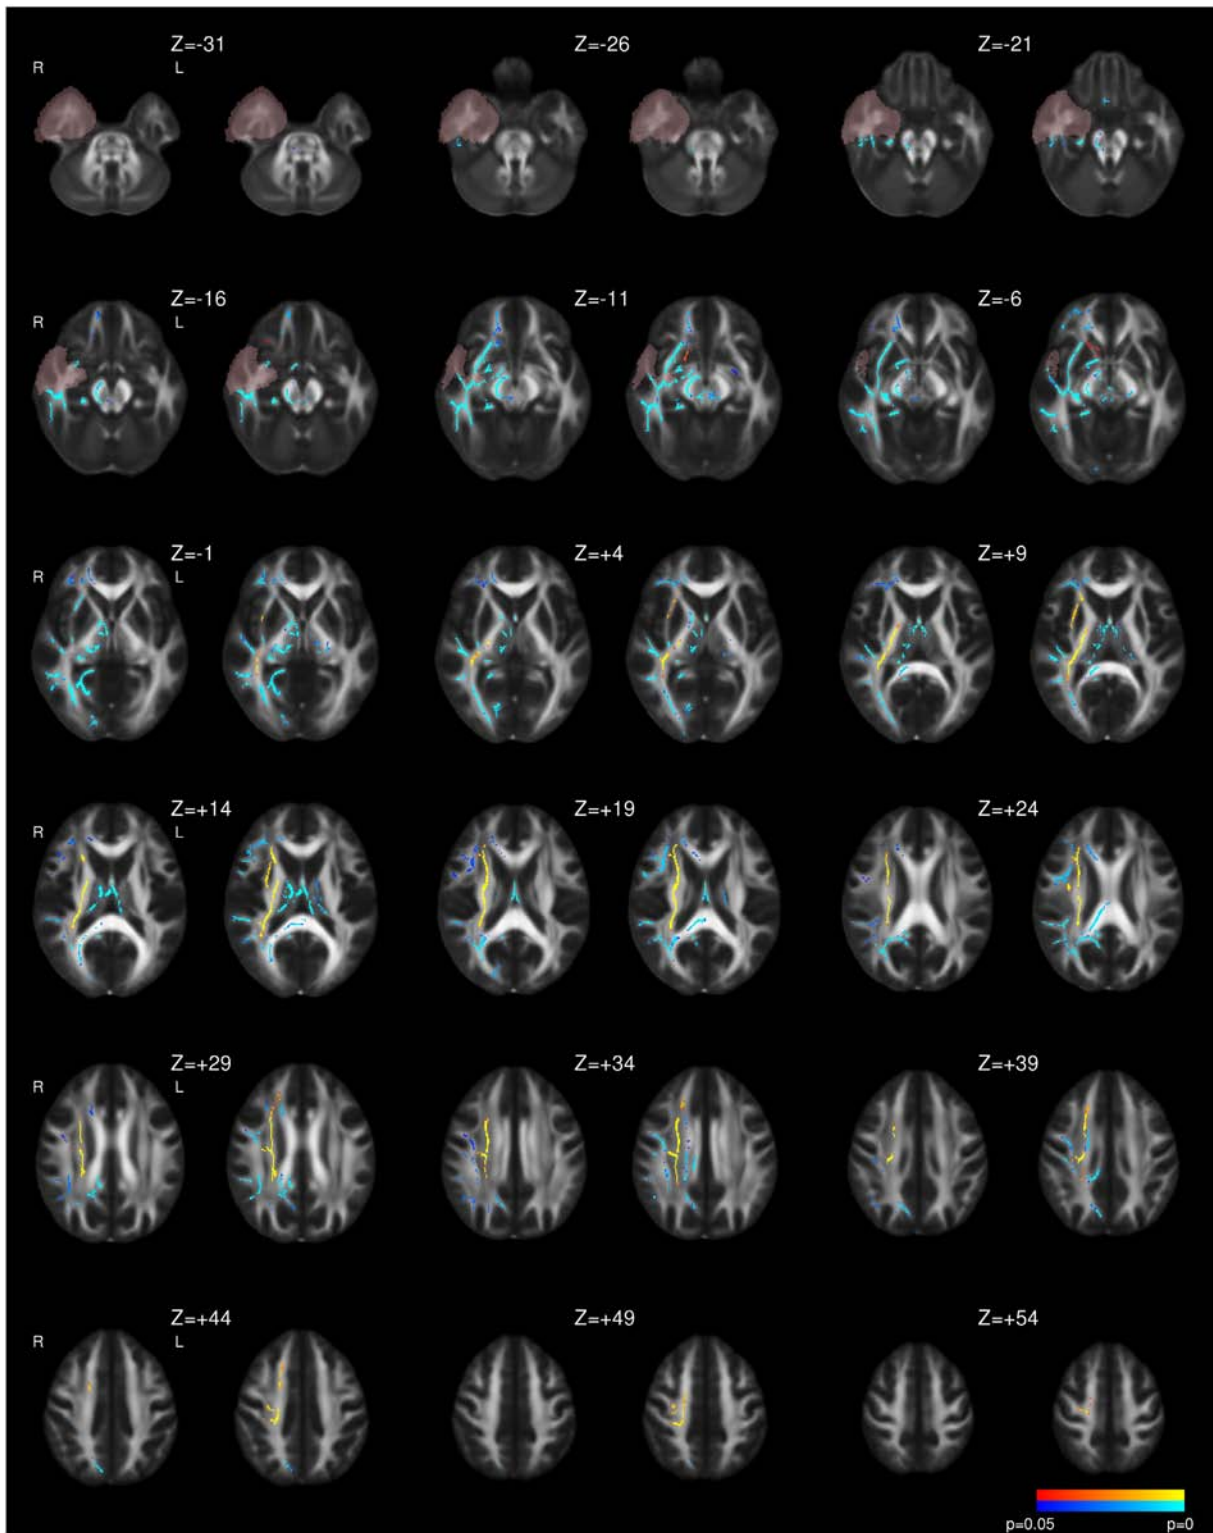 Z=-31 Z=-26 Z=-21
R L
Z=-16 Z=-11 Z=-6
R L
Z=-1 Z=+4 Z=+9
R L
Z=+14 Z=+19 Z=+24
R L
Z=+29 Z=+34 Z=+39
R L
Z=+44 Z=+49 Z=+54
R L
p=0.05 p=0